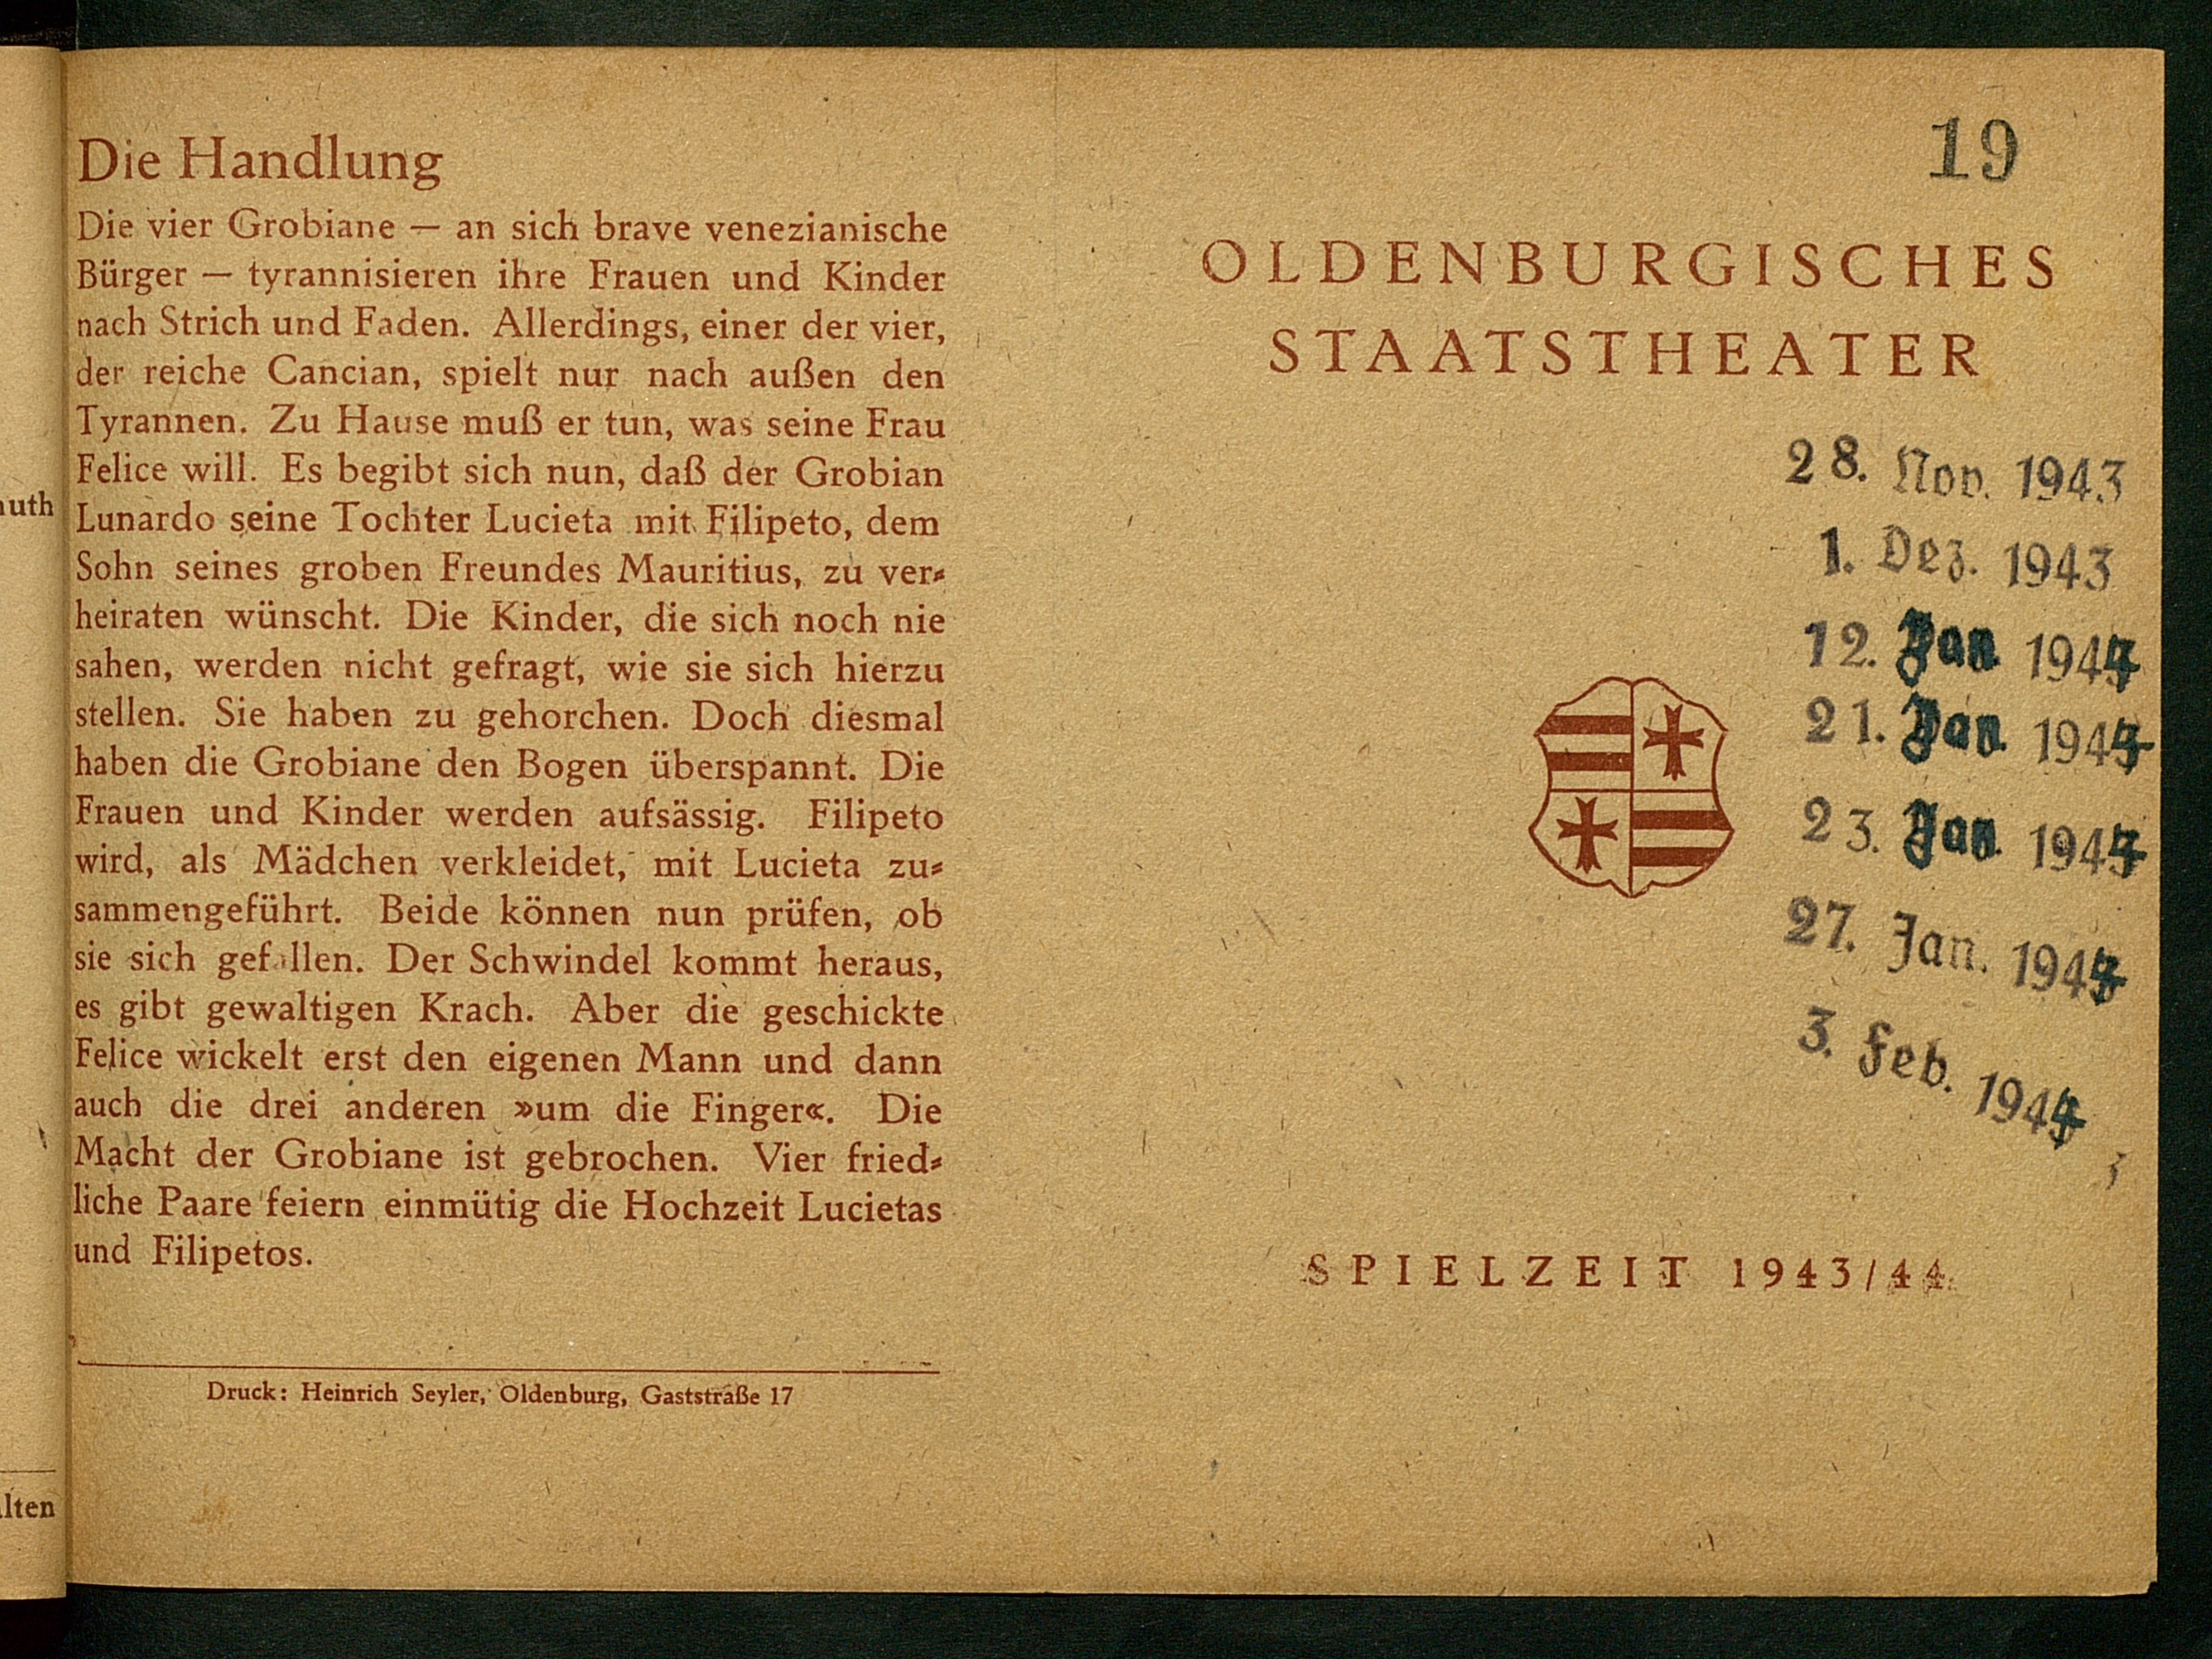 Die Handlung
Die vier Grobiane — an sich brave venezianische
Bürger — tyrannisieren ihre Frauen und Kinder
nach Strich und Faden. Allerdings, einer der vier,
der reiche Cancian, spielt nur nach außen den
Tyrannen. Zu Hause muß er tun, was seine Frau
Felice will. Es begibt sich nun, daß der Grobian
Lunardo seine Tochter Lucieta mit Filipeto, dem
Sohn seines groben Freundes Mauritius, zu ver-
heiraten wünscht. Die Kinder, die sich noch nie
sahen, werden nicht gefragt, wie sie sich hierzu
stellen. Sie haben zu gehorchen. Doch diesmal
haben die Grobiane den Bogen überspannt. Die
Frauen und Kinder werden aufsässig. Filipeto
wird, als Mädchen verkleidet, mit Lucieta zu-
sammengeführt. Beide können nun prüfen, ob
sie sich gefallen. Der Schwindel kommt heraus,
es gibt gewaltigen Krach. Aber die geschickte
Felice wickelt erst den eigenen Mann und dann
auch die drei anderen »um die Finger«. Die
Macht der Grobiane ist gebrochen. Vier fried-
liche Paare feiern einmütig die Hochzeit Lucietas
und Filipetos.
Druck: Heinrich Seyler, Oldenburg, Gaststraße 17
19
OLDENBURGISCHES
STAATSTHEATER
28. Nov. 1943
1. Dez. 1943
12. Jan. 1944
21. Jan. 1944
23. Jan. 1944
27. Jan. 1944
3. Feb. 1944
SPIELZEIT 1943/44